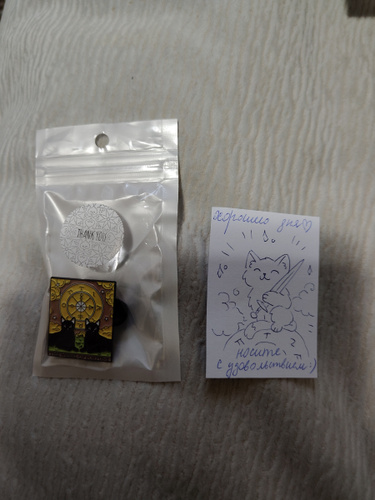 THANK YOU
хорошего дня♡
носите
с удовольствием :)